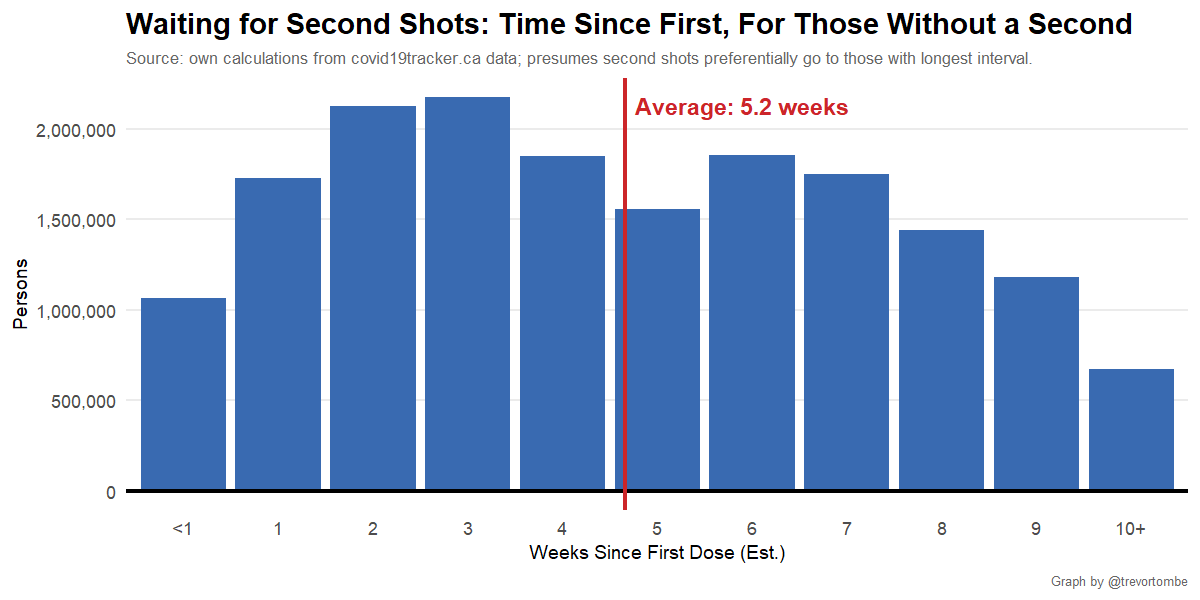 Waiting for Second Shots: Time Since First, For Those Without a Second
Source: own calculations from covid19tracker.ca data; presumes second shots preferentially go to those with longest interval.
Average: 5.2 weeks
Persons
2,000,000
1,500,000
1,000,000
500,000
0
<1 1 2 3 4 5 6 7 8 9 10+
Weeks Since First Dose (Est.)
Graph by @trevortombe